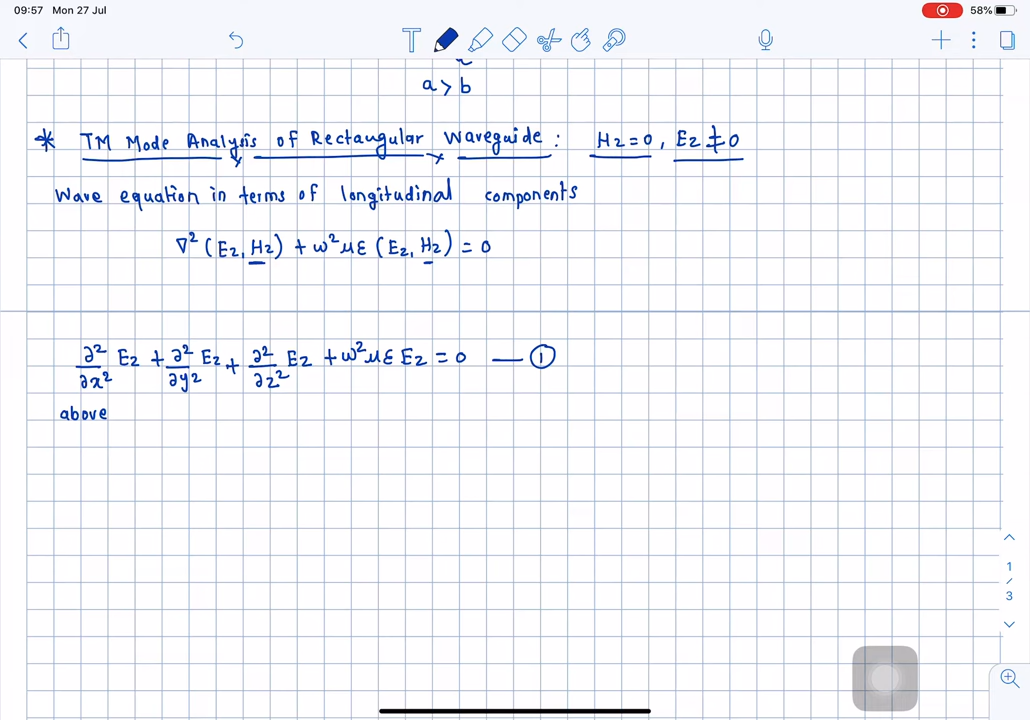 09:57 Mon 27 Jul 58%
T
a > b
* TM Mode Analysis of Rectangular Waveguide : Hz = 0, Ez ≠ 0
Wave equation in terms of longitudinal components
∇² (Ez, Hz) + ω²με (Ez, Hz) = 0
∂²/∂x² Ez + ∂²/∂y² Ez + ∂²/∂z² Ez + ω²με Ez = 0 — ①
above
1
/
3